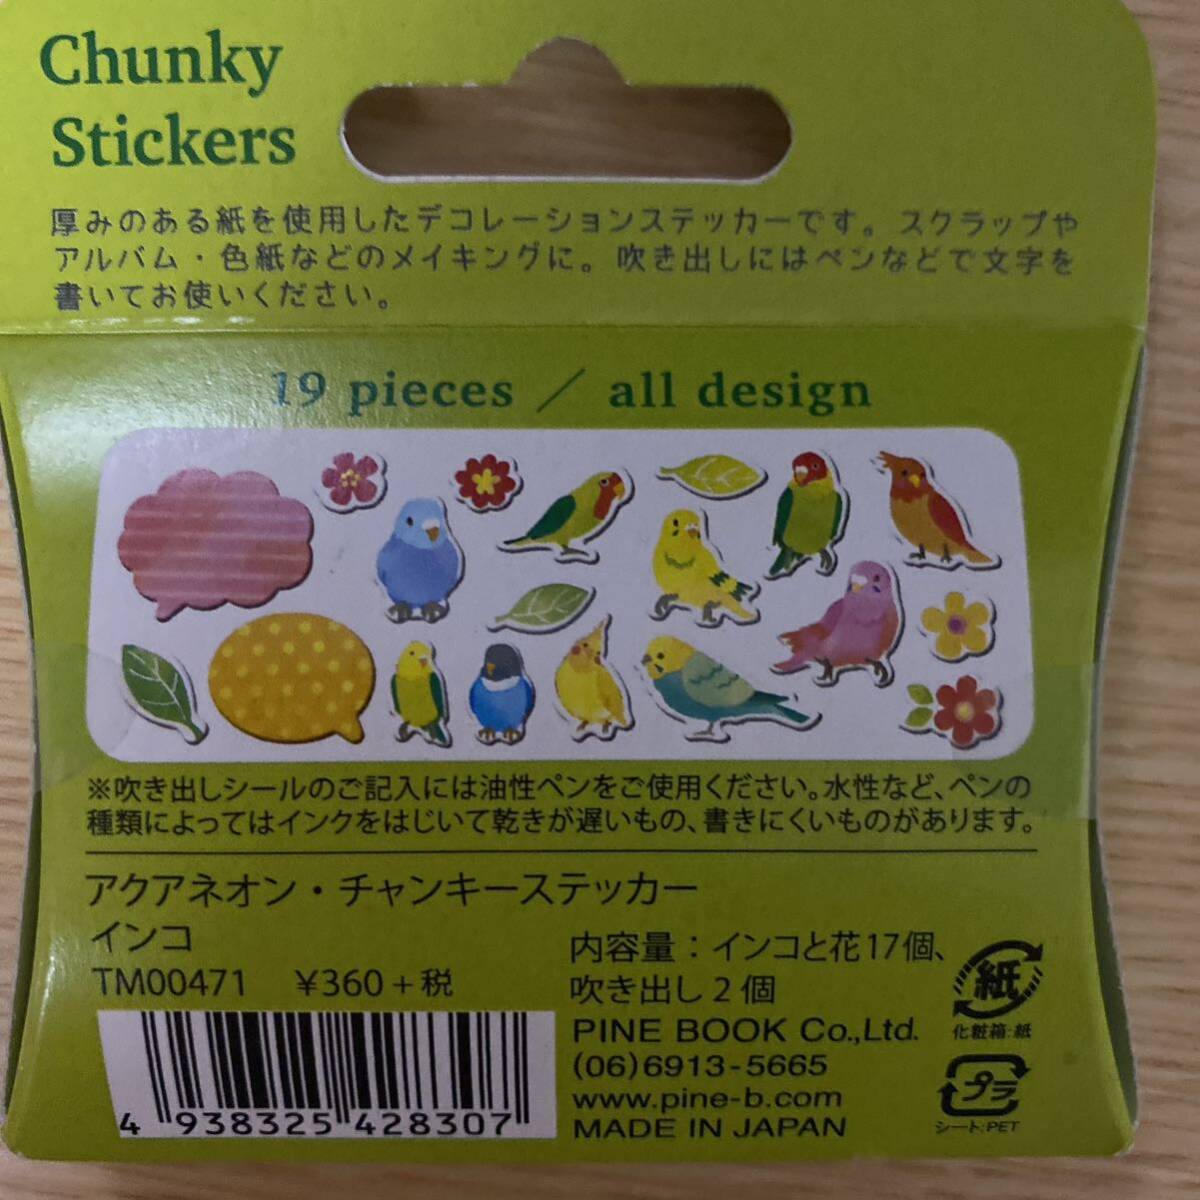 Chunky
Stickers
厚みのある紙を使用したデコレーションステッカーです。スクラップや
アルバム・色紙などのメイキングに。吹き出しにはペンなどで文字を
書いてお使いください。
19 pieces / all design
※吹き出しシールのご記入には油性ペンをご使用ください。水性など、ペンの
種類によってはインクをはじいて乾きが遅いもの、書きにくいものがあります。
アクアネオン・チャンキーステッカー
インコ
TM00471 ¥360+税
内容量：インコと花17個、
吹き出し2個
PINE BOOK Co.,Ltd.
(06)6913-5665
www.pine-b.com
MADE IN JAPAN
4 938325 428307
紙
化粧箱:紙
プラ
シート:PET